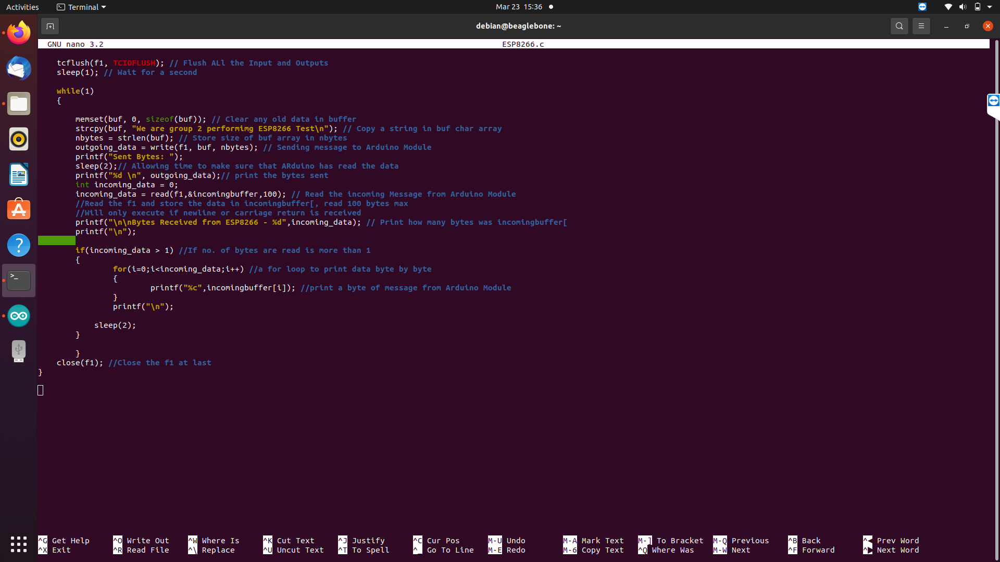 Activities
Terminal
Mar 23 15:36
debian@beaglebone: ~
GNU nano 3.2 ESP8266.c
tcflush(f1, TCIOFLUSH); // Flush ALl the Input and Outputs
sleep(1); // Wait for a second
while(1)
{
memset(buf, 0, sizeof(buf)); // Clear any old data in buffer
strcpy(buf, "We are group 2 performimg ESP8266 Test\n"); // Copy a string in buf char array
nbytes = strlen(buf); // Store size of buf array in nbytes
outgoing_data = write(f1, buf, nbytes); // Sending message to Arduino Module
printf("Sent Bytes: ");
sleep(2);// Allowing time to make sure that ARduino has read the data
printf("%d \n", outgoing_data);// print the bytes sent
int incoming_data = 0;
incoming_data = read(f1,&incomingbuffer,100); // Read the incoming Message from Arduino Module
//Read the f1 and store the data in incomingbuffer[, read 100 bytes max
//Will only execute if newline or carriage return is received
printf("\n\nBytes Received from ESP8266 - %d",incoming_data); // Print how many bytes was incomingbuffer[
printf("\n");
if(incoming_data > 1) //If no. of bytes are read is more than 1
{
for(i=0;i<incoming_data;i++) //a for loop to print data byte by byte
{
printf("%c",incomingbuffer[i]); //print a byte of message from Arduino Module
}
printf("\n");
sleep(2);
}
}
close(f1); //Close the f1 at last
}
^G Get Help ^O Write Out ^W Where Is ^K Cut Text ^J Justify ^C Cur Pos M-U Undo M-A Mark Text M-] To Bracket M-Q Previous ^B Back ^◀ Prev Word
^X Exit ^R Read File ^\ Replace ^U Uncut Text ^T To Spell ^_ Go To Line M-E Redo M-6 Copy Text ^Q Where Was M-W Next ^F Forward ^▶ Next Word